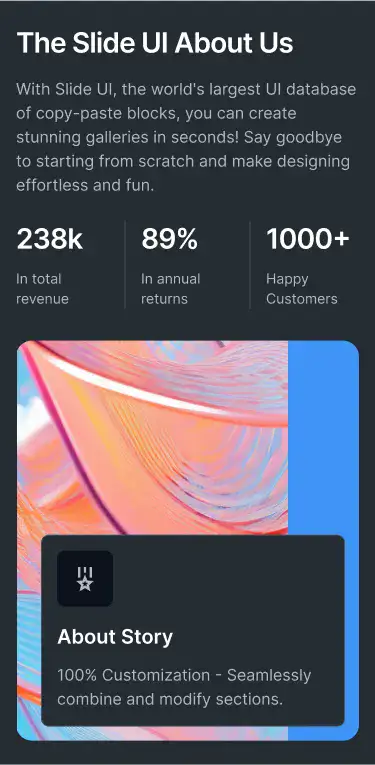 The Slide UI About Us
With Slide UI, the world's largest UI database
of copy-paste blocks, you can create
stunning galleries in seconds! Say goodbye
to starting from scratch and make designing
effortless and fun.
238k
In total
revenue
89%
In annual
returns
1000+
Happy
Customers
About Story
100% Customization - Seamlessly
combine and modify sections.